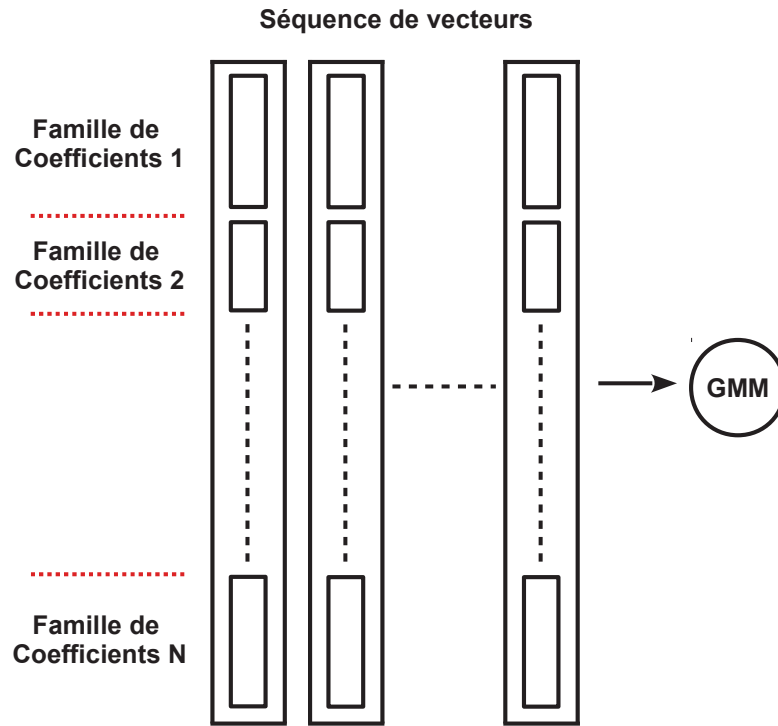 Séquence de vecteurs
Famille de
Coefficients 1
Famille de
Coefficients 2
GMM
Famille de
Coefficients N